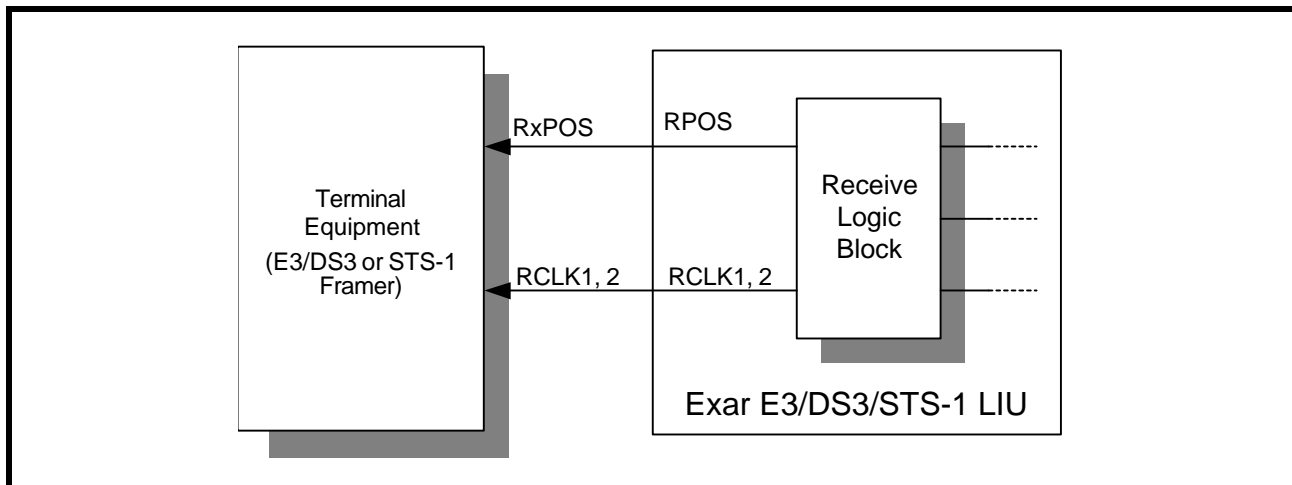 RxPOS
RPOS
Terminal
Equipment
(E3/DS3 or STS-1
Framer)
Receive
Logic
Block
RCLK1, 2
RCLK1, 2
Exar E3/DS3/STS-1 LIU